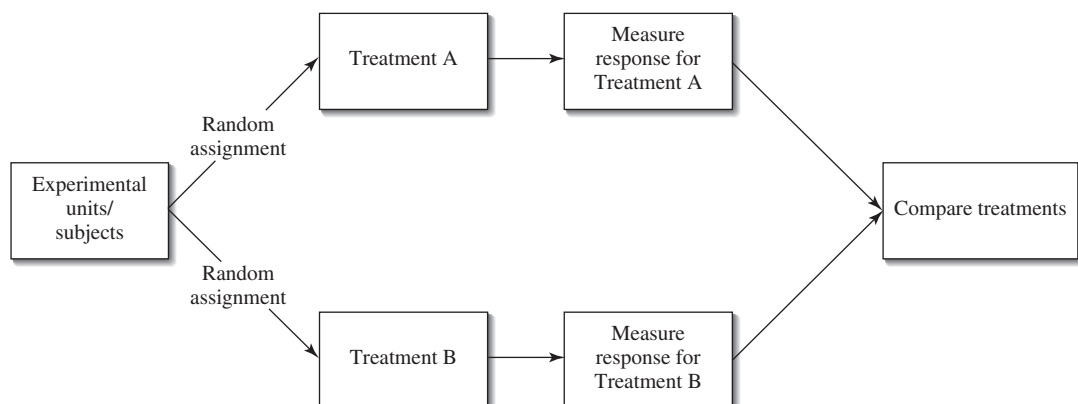 Treatment A
Measure
response for
Treatment A
Random
assignment
Experimental
units/
subjects
Compare treatments
Random
assignment
Treatment B
Measure
response for
Treatment B